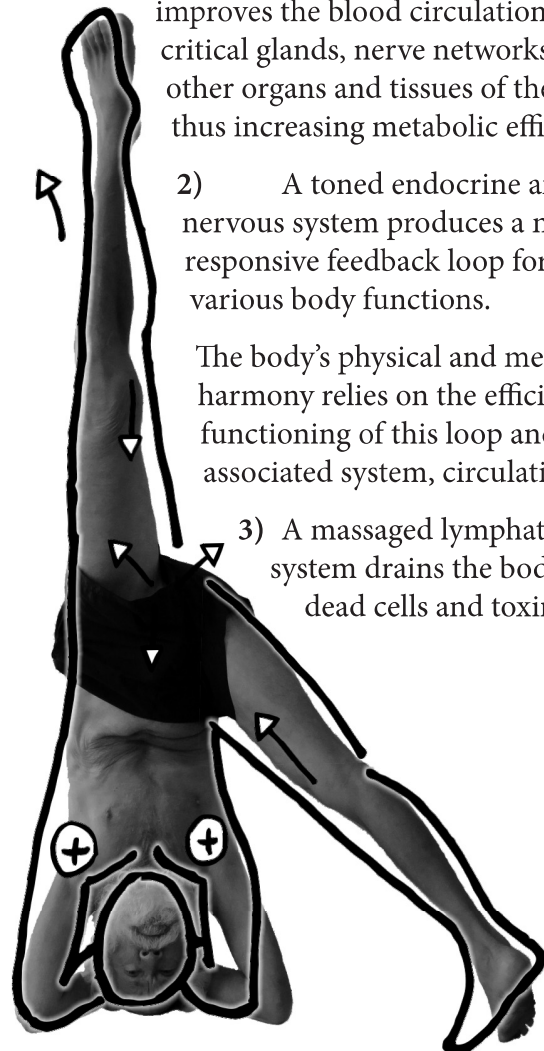 improves the blood circulation
critical glands, nerve networks
other organs and tissues of the
thus increasing metabolic effi
2) A toned endocrine a
nervous system produces a
responsive feedback loop for
various body functions.
The body’s physical and me
harmony relies on the effici
functioning of this loop and
associated system, circulati
3) A massaged lymphat
system drains the bod
dead cells and toxi